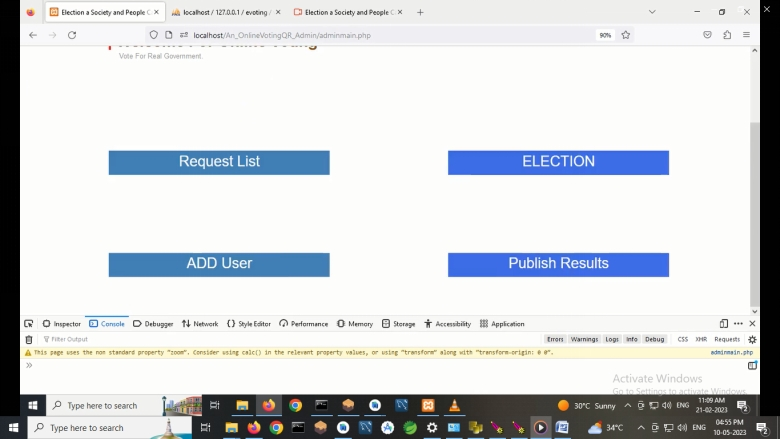 Election a Society and People C
localhost / 127.0.0.1 / evoting /
Election a Society and People C
localhost/An_OnlineVotingQR_Admin/adminmain.php
90%
Welcome For Online Voting
Vote For Real Government.
Request List
ELECTION
ADD User
Publish Results
Inspector
Console
Debugger
Network
Style Editor
Performance
Memory
Storage
Accessibility
Application
Filter Output
Errors
Warnings
Logs
Info
Debug
CSS
XHR
Requests
This page uses the non standard property "zoom". Consider using calc() in the relevant property values, or using "transform" along with "transform-origin: 0 0".
adminmain.php
Activate Windows
Go to Settings to activate Windows.
Type here to search
30°C Sunny
ENG
11:09 AM
21-02-2023
Type here to search
34°C
ENG
04:55 PM
10-05-2023